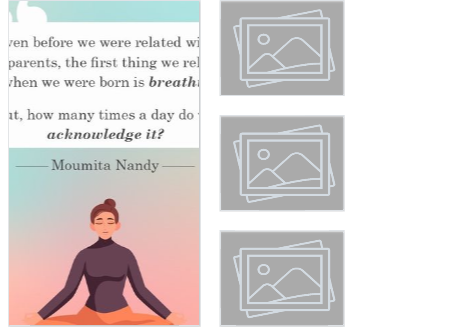 ven before we were related wi
parents, the first thing we rel
when we were born is breath
ut, how many times a day do
acknowledge it?
Moumita Nandy